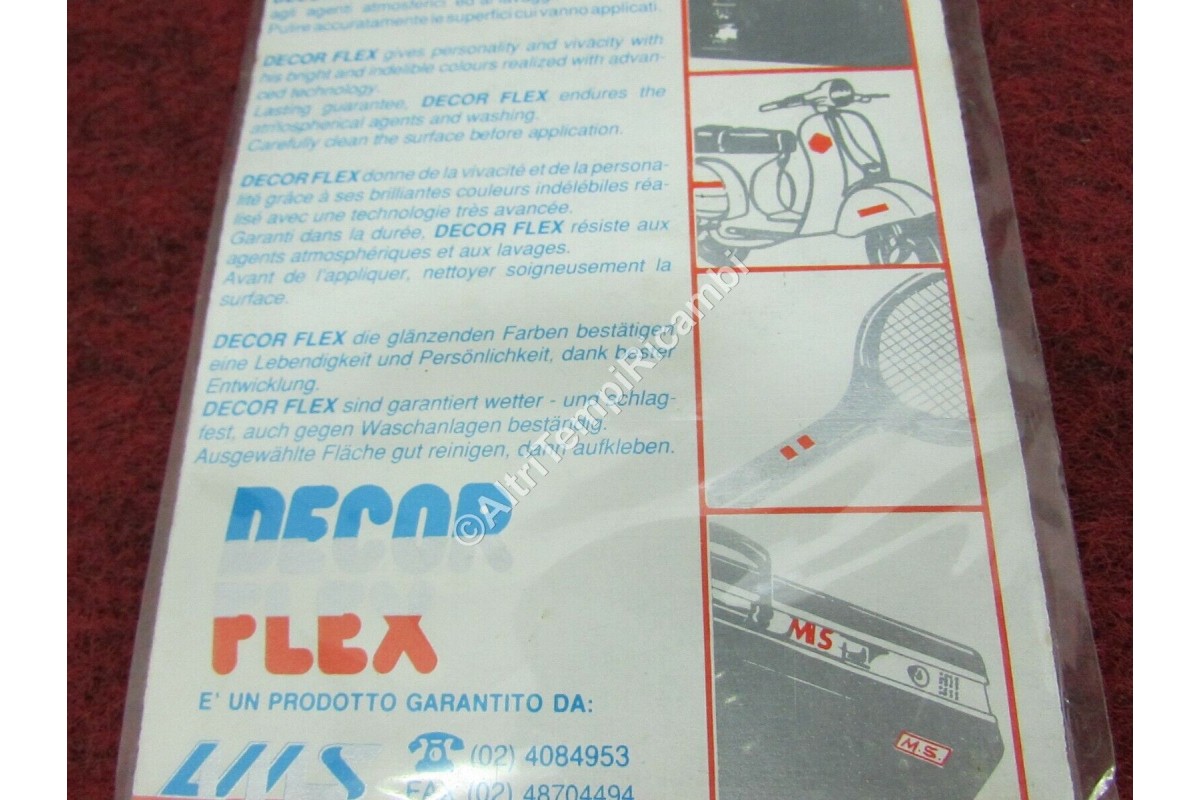 agli agenti atmosferici ed ai lavaggi
Pulire accuratamente le superfici cui vanno applicati.
DECOR FLEX gives personality and vivacity with
his bright and indelible colours realized with advan-
ced technology.
Lasting guarantee, DECOR FLEX endures the
atmospherical agents and washing.
Carefully clean the surface before application.
DECOR FLEX donne de la vivacité et de la persona-
lité grâce à ses brilliantes couleurs indélébiles réa-
lisé avec une technologie très avancée.
Garanti dans la durée, DECOR FLEX résiste aux
agents atmosphériques et aux lavages.
Avant de l'appliquer, nettoyer soigneusement la
surface.
DECOR FLEX die glänzenden Farben bestätigen
eine Lebendigkeit und Persönlichkeit, dank bester
Entwicklung.
DECOR FLEX sind garantiert wetter - und schlag-
fest, auch gegen Waschanlagen beständig.
Ausgewählte Fläche gut reinigen, dann aufkleben.
DECOR
FLEX
E' UN PRODOTTO GARANTITO DA:
(02) 4084953
FAX (02) 48704494
MS
M.S.
©AltriTempiRicambi